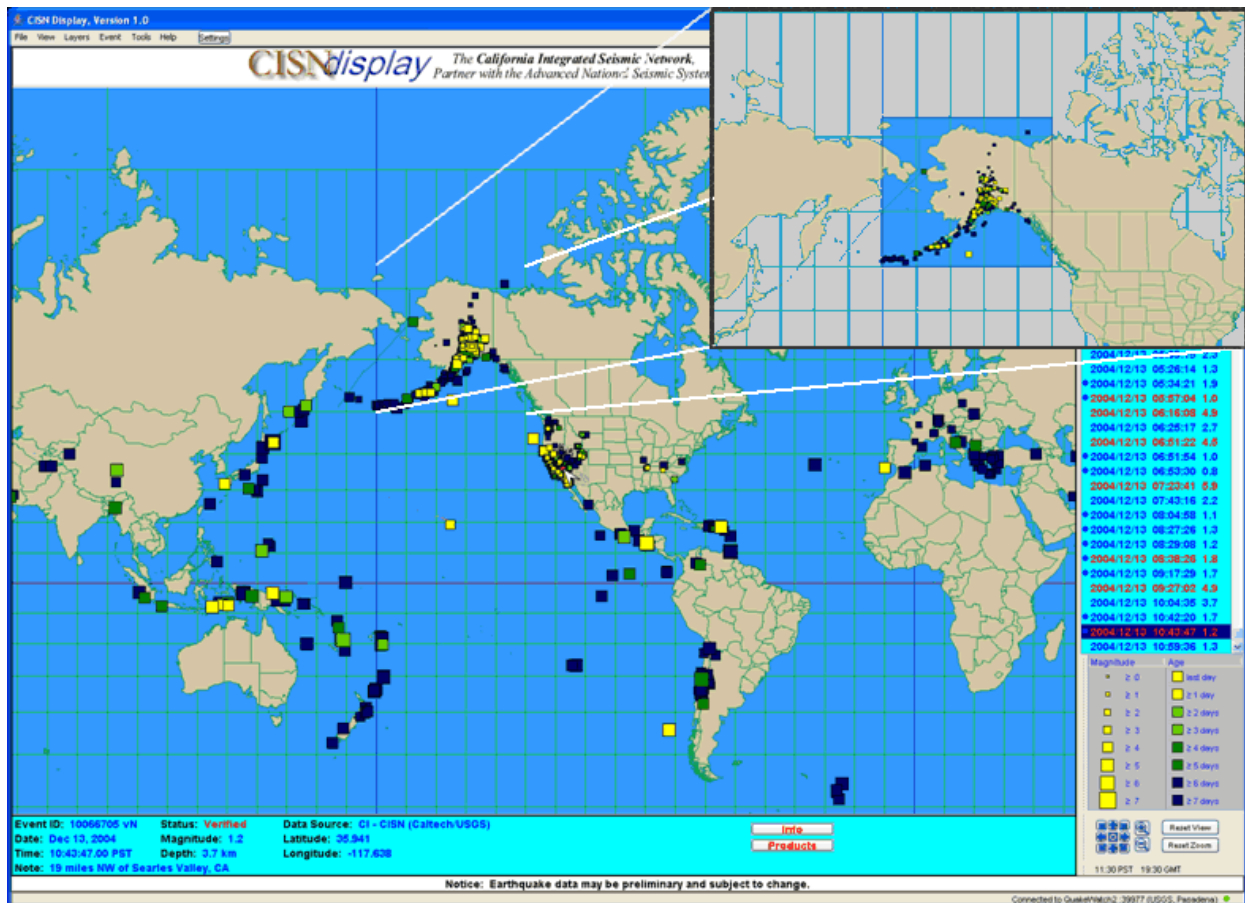 CISN Display, Version 1.0
File View Layers Event Tools Help Settings
CISNdisplay
The California Integrated Seismic Network,
Partner with the Advanced National Seismic System
2004/12/13 05:26:14 1.3
2004/12/13 05:34:21 1.9
2004/12/13 05:57:04 1.0
2004/12/13 06:16:08 4.9
2004/12/13 06:25:17 2.7
2004/12/13 06:51:22 4.5
2004/12/13 06:51:54 1.0
2004/12/13 06:53:30 0.8
2004/12/13 07:23:41 5.9
2004/12/13 07:43:16 2.2
2004/12/13 08:04:58 1.1
2004/12/13 08:27:26 1.3
2004/12/13 08:29:08 1.2
2004/12/13 08:38:26 1.8
2004/12/13 09:17:29 1.7
2004/12/13 09:27:02 4.9
2004/12/13 10:04:35 3.7
2004/12/13 10:42:20 1.7
2004/12/13 10:43:47 1.2
2004/12/13 10:59:36 1.3
Magnitude Age
≥ 0 last day
≥ 1 ≥ 1 day
≥ 2 ≥ 2 days
≥ 3 ≥ 3 days
≥ 4 ≥ 4 days
≥ 5 ≥ 5 days
≥ 6 ≥ 6 days
≥ 7 ≥ 7 days
Reset View
Reset Zoom
11:30 PST 19:30 GMT
Event ID: 10066705 vN Status: Verified Data Source: CI - CISN (Caltech/USGS)
Date: Dec 13, 2004 Magnitude: 1.2 Latitude: 35.941
Time: 10:43:47.00 PST Depth: 3.7 km Longitude: -117.638
Note: 19 miles NW of Searles Valley, CA
Info
Products
Notice: Earthquake data may be preliminary and subject to change.
Connected to QuakeWatch2 :39977 (USGS, Pasadena)